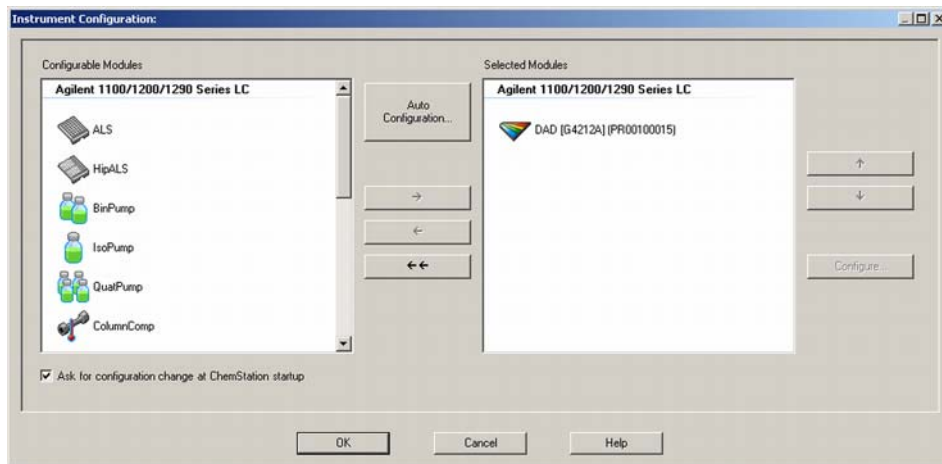 Instrument Configuration:
Configurable Modules
Agilent 1100/1200/1290 Series LC
ALS
HipALS
BinPump
IsoPump
QuatPump
ColumnComp
Auto
Configuration...
Selected Modules
Agilent 1100/1200/1290 Series LC
DAD [G4212A] (PR00100015)
Configure...
Ask for configuration change at ChemStation startup
OK
Cancel
Help